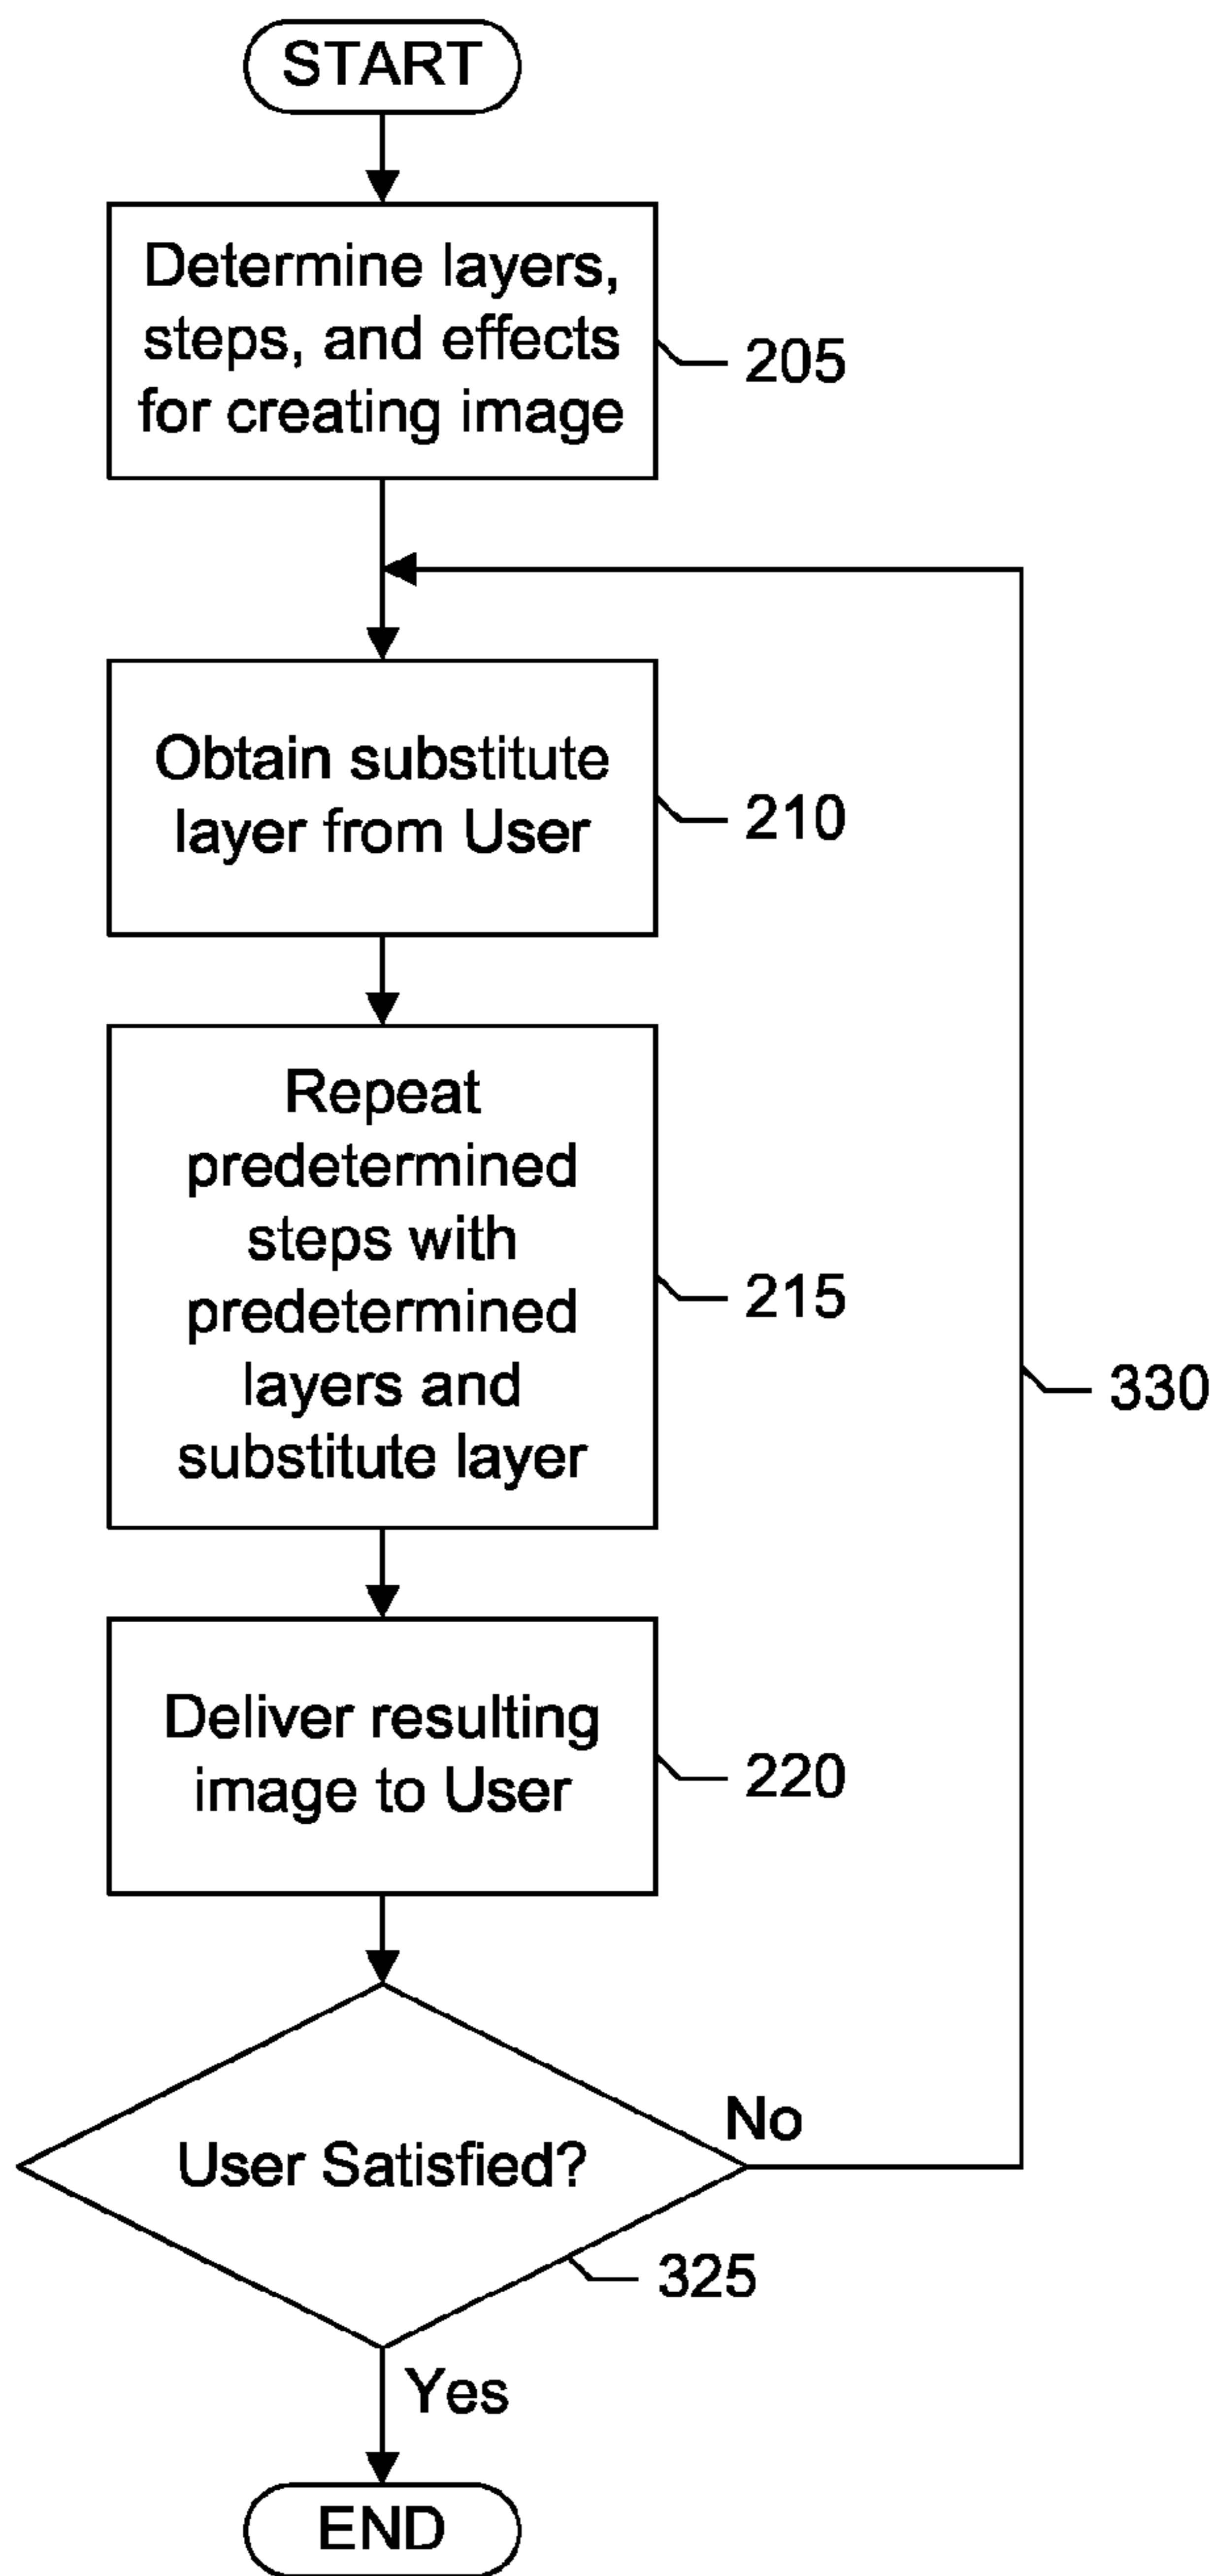 START
Determine layers,
steps, and effects
for creating image
205
Obtain substitute
layer from User
210
Repeat
predetermined
steps with
predetermined
layers and
substitute layer
215
330
Deliver resulting
image to User
220
No
User Satisfied?
325
Yes
END